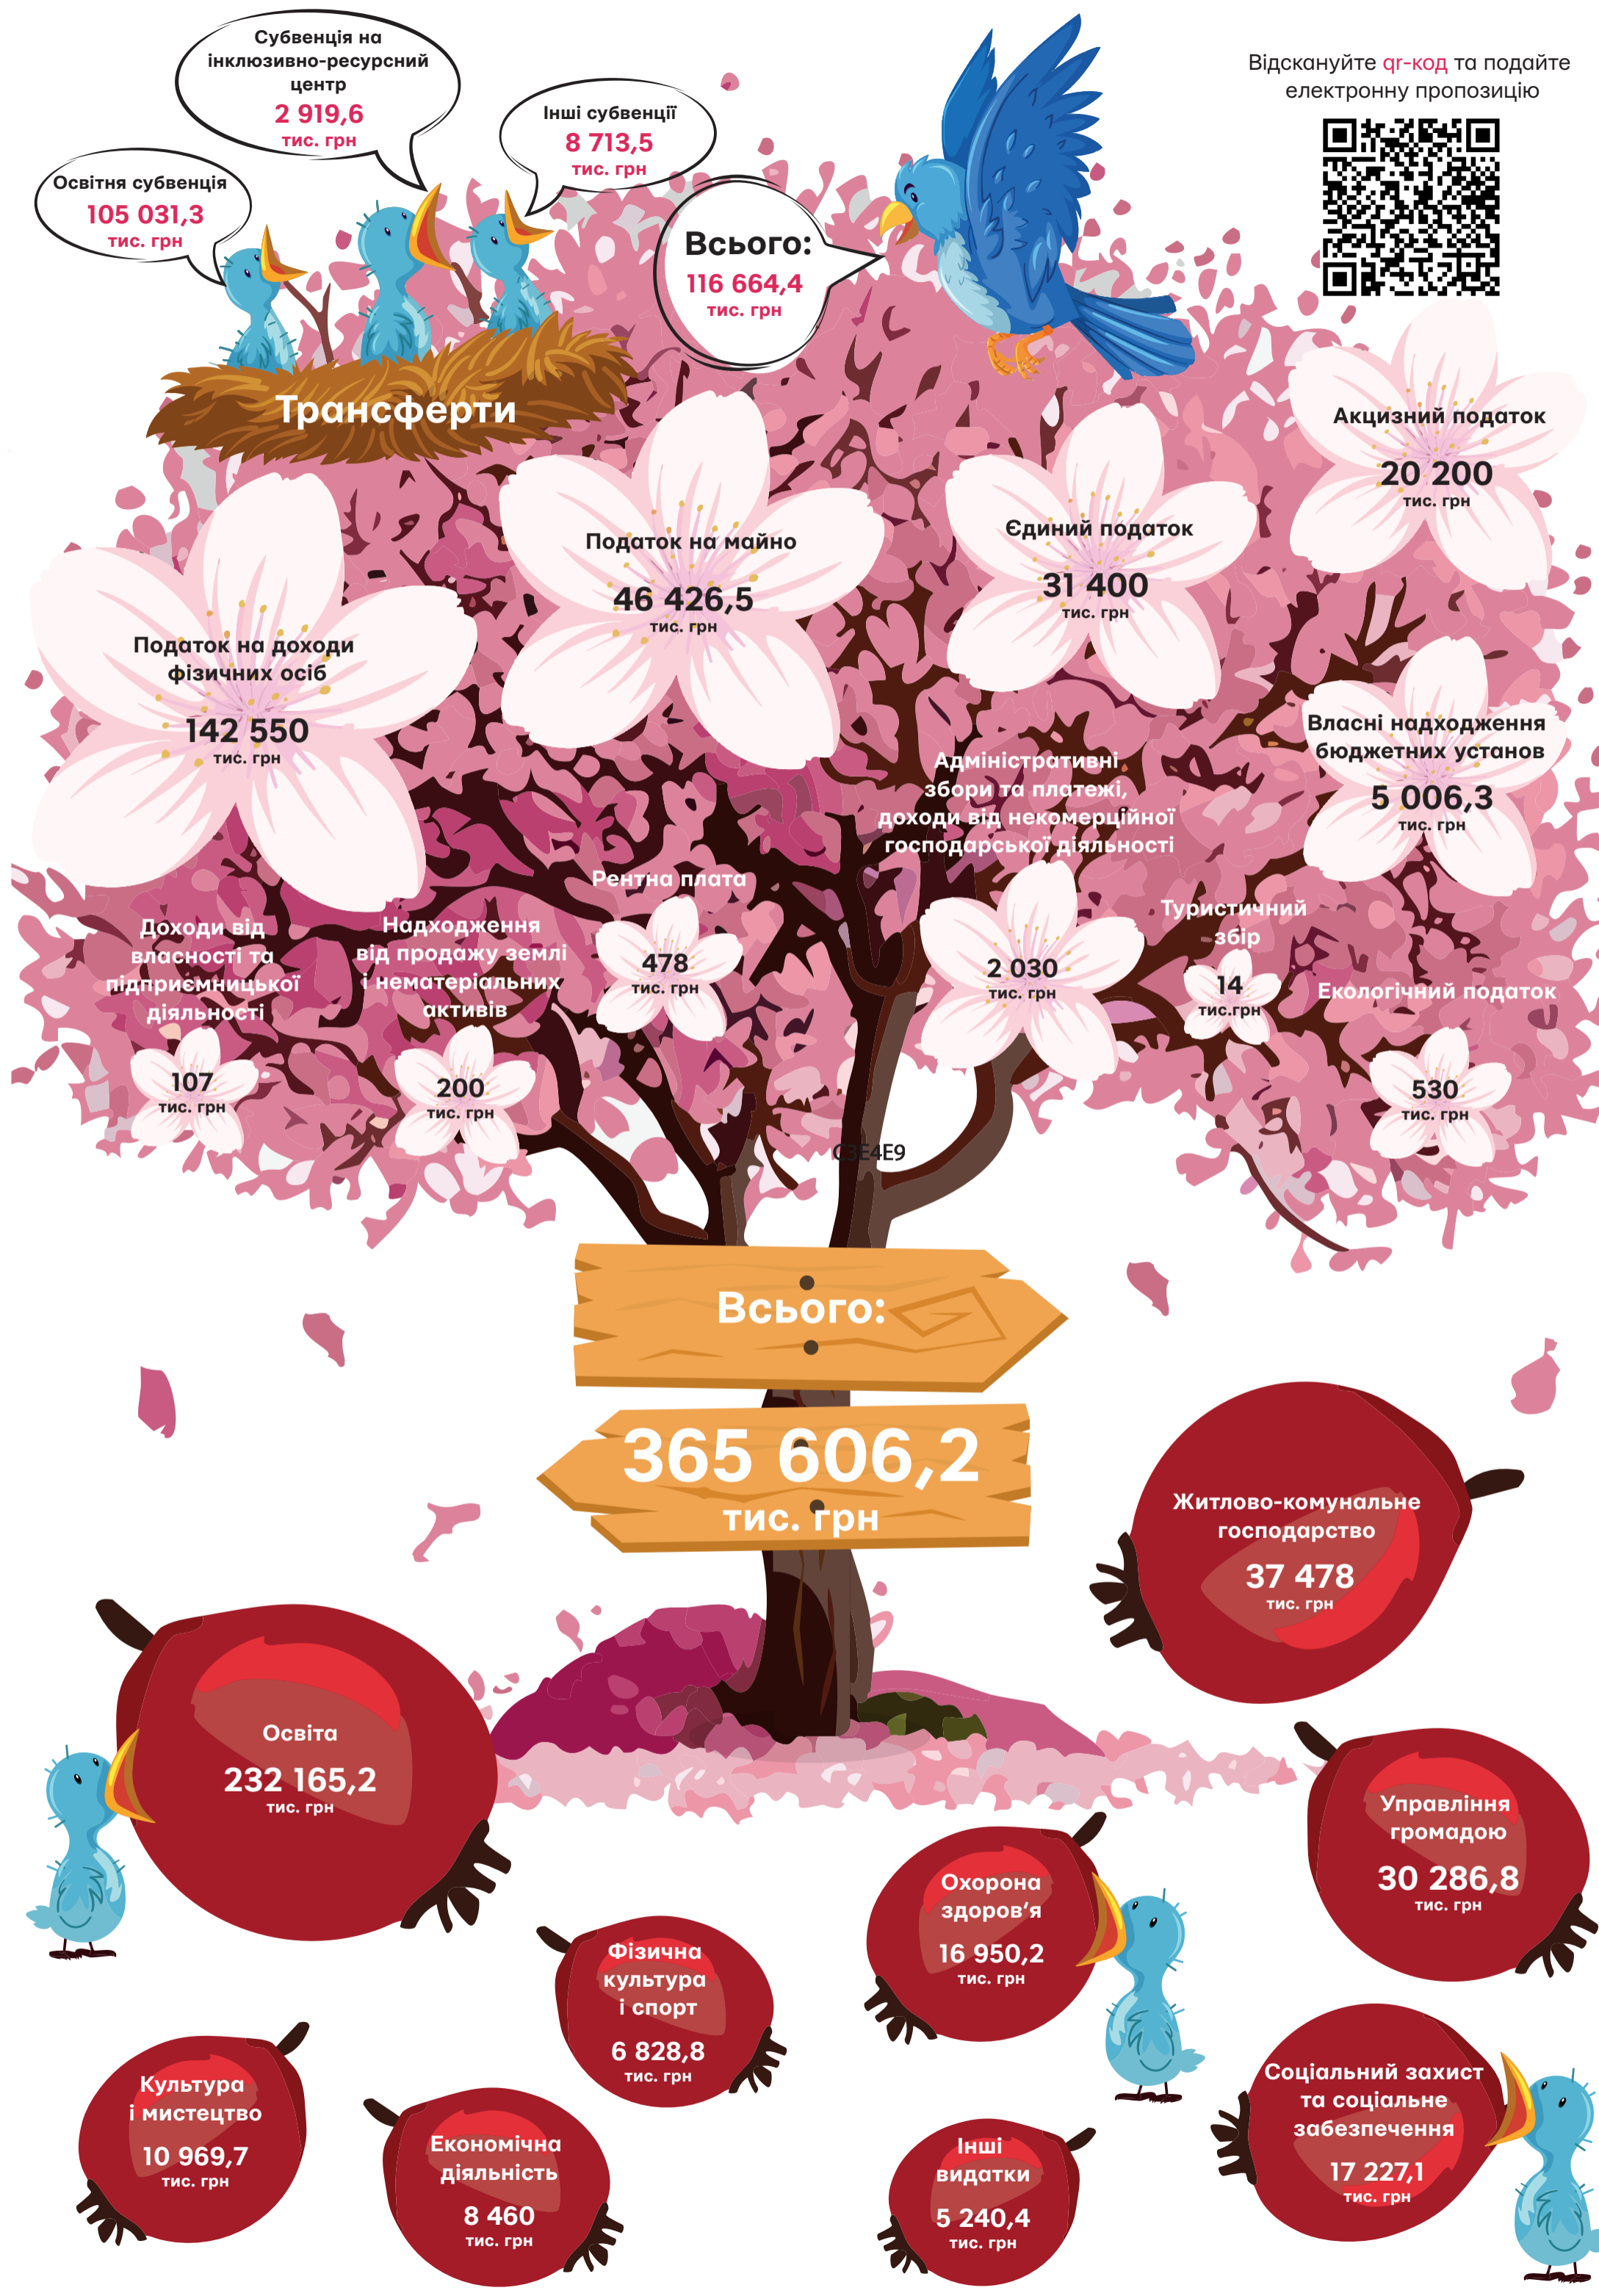 Субвенція на
інклюзивно-ресурсний
центр
2 919,6
тис. грн
Інші субвенції
8 713,5
тис. грн
Освітня субвенція
105 031,3
тис. грн
Всього:
116 664,4
тис. грн
Відскануйте qr-код та подайте
електронну пропозицію
Трансферти
Акцизний податок
20 200
тис. грн
Податок на майно
46 426,5
тис. грн
Єдиний податок
31 400
тис. грн
Податок на доходи
фізичних осіб
142 550
тис. грн
Власні надходження
бюджетних установ
5 006,3
тис. грн
Адміністративні
збори та платежі,
доходи від некомерційної
господарської діяльності
2 030
тис. грн
Рентна плата
478
тис. грн
Туристичний
збір
14
тис.грн
Екологічний податок
530
тис. грн
Доходи від
власності та
підприємницької
діяльності
107
тис. грн
Надходження
від продажу землі
і нематеріальних
активів
200
тис. грн
C3E4E9
Всього:
365 606,2
тис. грн
Житлово-комунальне
господарство
37 478
тис. грн
Освіта
232 165,2
тис. грн
Управління
громадою
30 286,8
тис. грн
Охорона
здоров’я
16 950,2
тис. грн
Фізична
культура
і спорт
6 828,8
тис. грн
Культура
і мистецтво
10 969,7
тис. грн
Економічна
діяльність
8 460
тис. грн
Інші
видатки
5 240,4
тис. грн
Соціальний захист
та соціальне
забезпечення
17 227,1
тис. грн